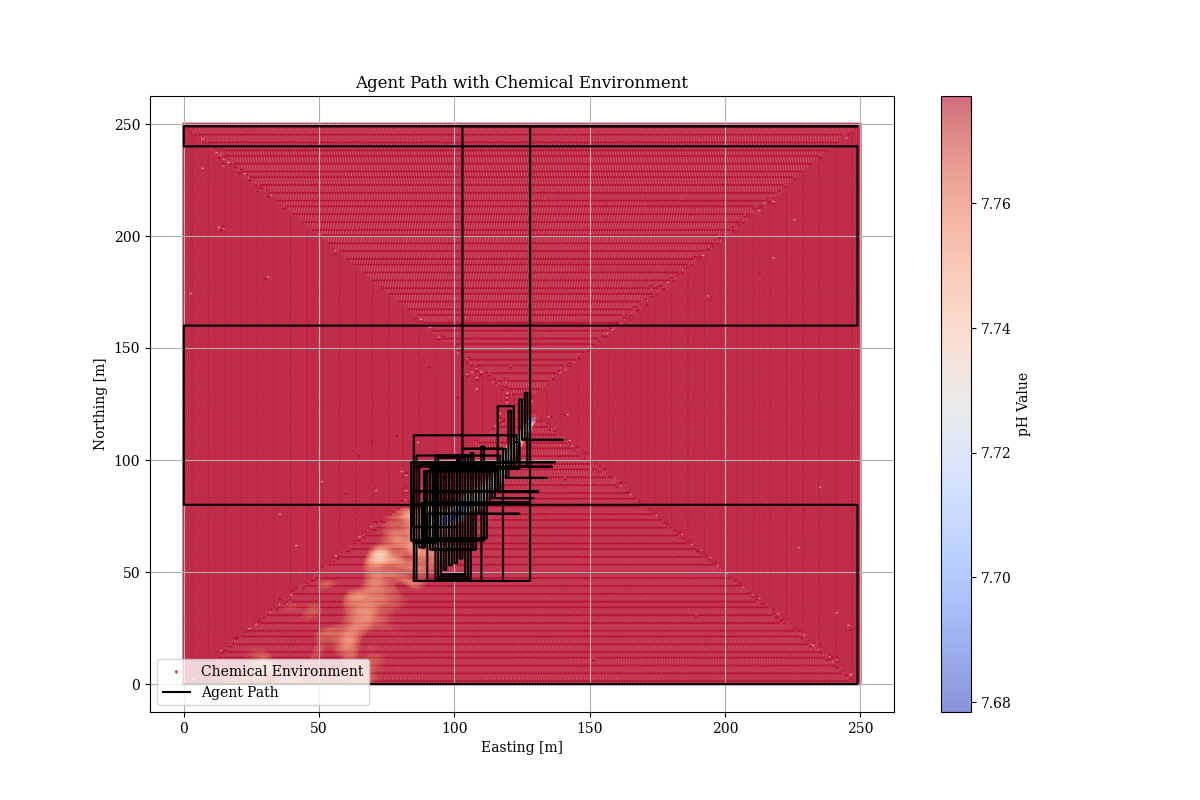 Agent Path with Chemical Environment
250
200
150
100
50
0
Northing [m]
0
50
100
150
200
250
Easting [m]
Chemical Environment
Agent Path
7.76
7.74
7.72
7.70
7.68
pH Value